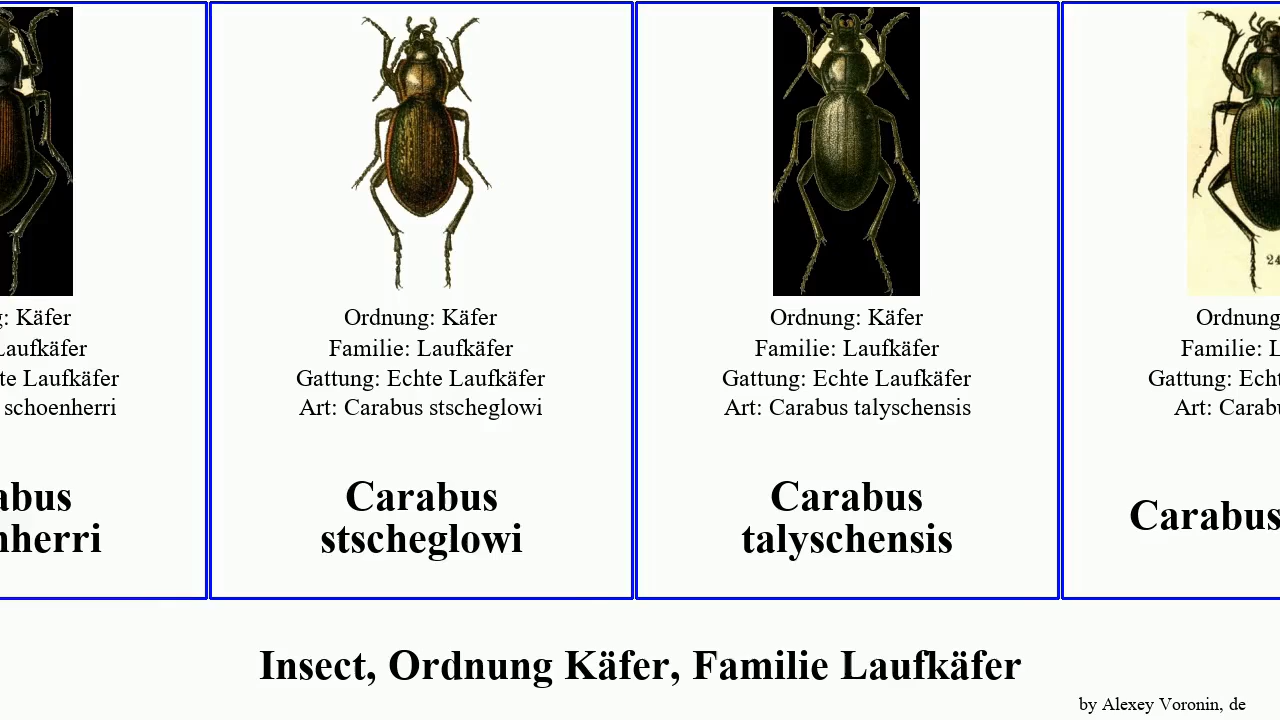 g: Käfer
Laufkäfer
te Laufkäfer
schoenherri
abus
nherri
Ordnung: Käfer
Familie: Laufkäfer
Gattung: Echte Laufkäfer
Art: Carabus stscheglowi
Carabus
stscheglowi
Ordnung: Käfer
Familie: Laufkäfer
Gattung: Echte Laufkäfer
Art: Carabus talyschensis
Carabus
talyschensis
24
Ordnung
Familie: L
Gattung: Echt
Art: Carabu
Carabus
Insect, Ordnung Käfer, Familie Laufkäfer
by Alexey Voronin, de